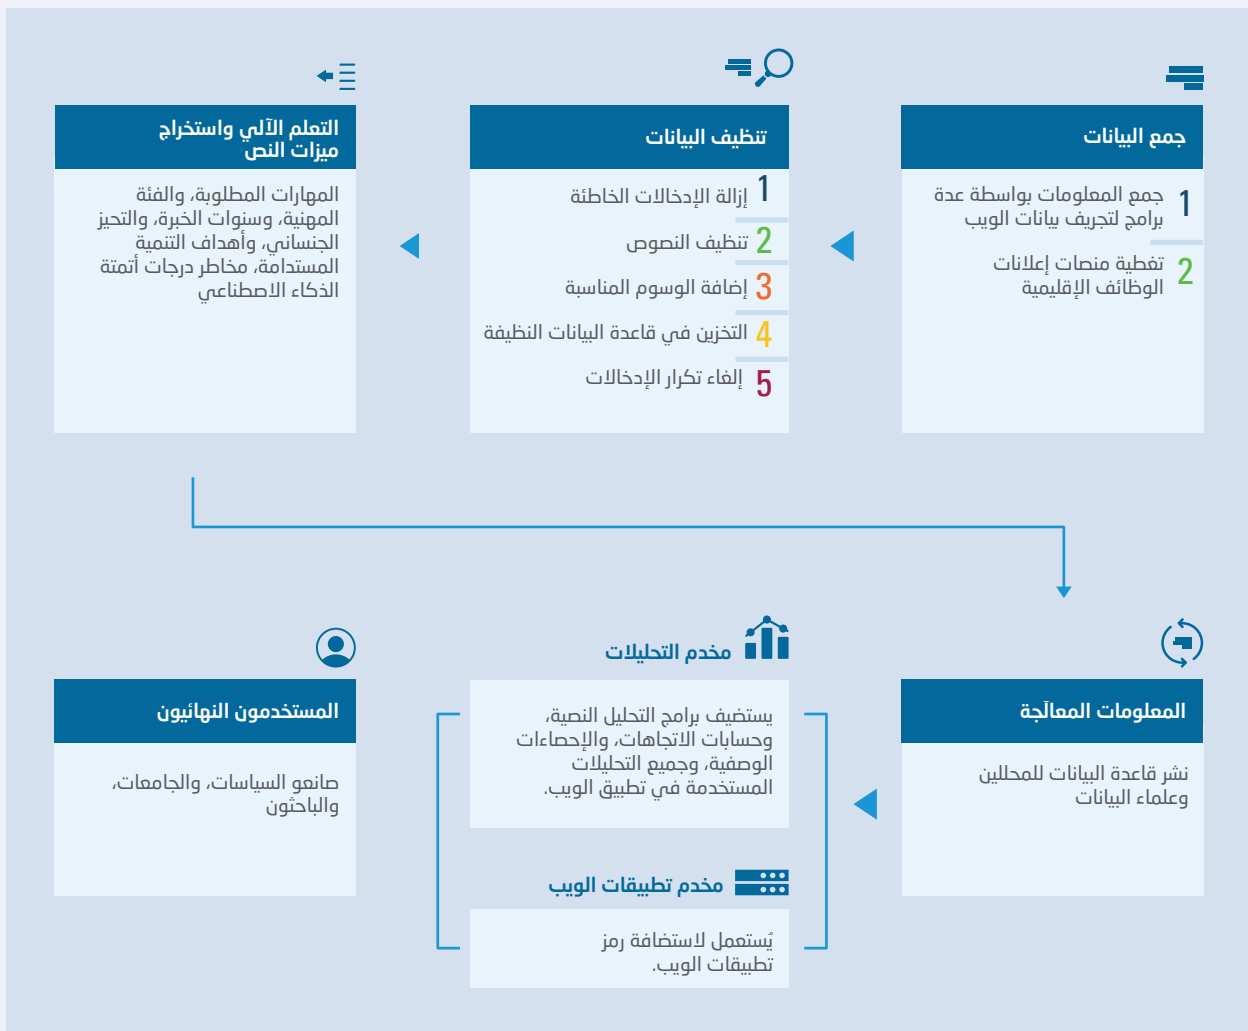 جمع البيانات
1
جمع المعلومات بواسطة عدة
برامج لتجريف بيانات الويب
2
تغطية منصات إعلانات
الوظائف الإقليمية
تنظيف البيانات
1 إزالة الإدخالات الخاطئة
2 تنظيف النصوص
3 إضافة الوسوم المناسبة
4 التخزين في قاعدة البيانات النظيفة
5 إلغاء تكرار الإدخالات
التعلم الآلي واستخراج
ميزات النص
المهارات المطلوبة، والفئة
المهنية، وسنوات الخبرة، والتحيز
الجنساني، وأهداف التنمية
المستدامة، مخاطر درجات أتمتة
الذكاء الاصطناعي
المعلومات المعالَجة
نشر قاعدة البيانات للمحللين
وعلماء البيانات
مخدم التحليلات
يستضيف برامج التحليل النصية،
وحسابات الاتجاهات، والإحصاءات
الوصفية، وجميع التحليلات
المستخدمة في تطبيق الويب.
مخدم تطبيقات الويب
يُستعمل لاستضافة رمز
تطبيقات الويب.
المستخدمون النهائيون
صانعو السياسات، والجامعات،
والباحثون